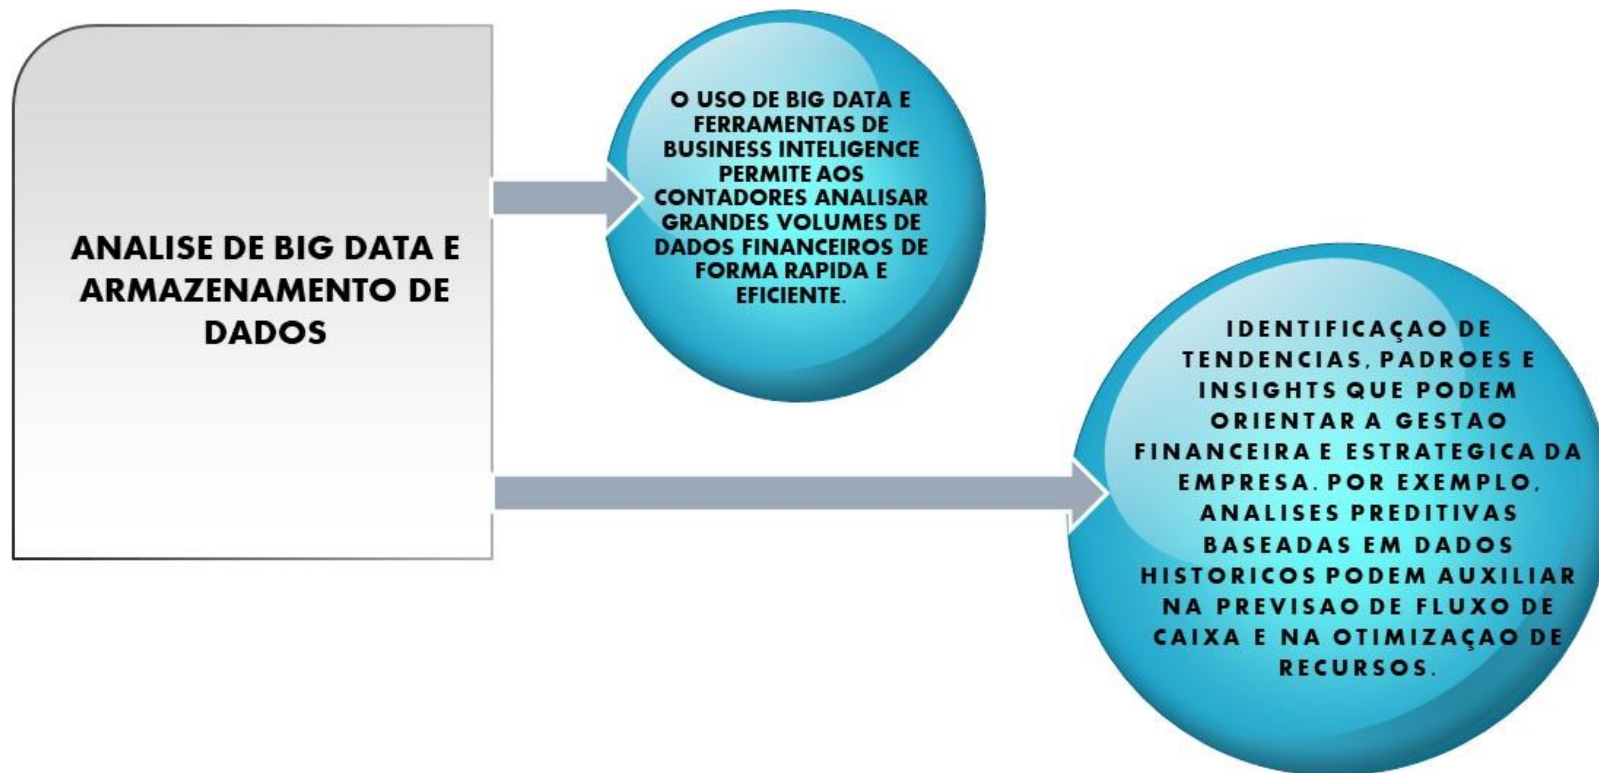 ANALISE DE BIG DATA E
ARMAZENAMENTO DE
DADOS
O USO DE BIG DATA E
FERRAMENTAS DE
BUSINESS INTELIGENCE
PERMITE AOS
CONTADORES ANALISAR
GRANDES VOLUMES DE
DADOS FINANCEIROS DE
FORMA RAPIDA E
EFICIENTE.
IDENTIFICAÇAO DE
TENDENCIAS, PADROES E
INSIGHTS QUE PODEM
ORIENTAR A GESTAO
FINANCEIRA E ESTRATEGICA DA
EMPRESA. POR EXEMPLO,
ANALISES PREDITIVAS
BASEADAS EM DADOS
HISTORICOS PODEM AUXILIAR
NA PREVISAO DE FLUXO DE
CAIXA E NA OTIMIZAÇAO DE
RECURSOS.